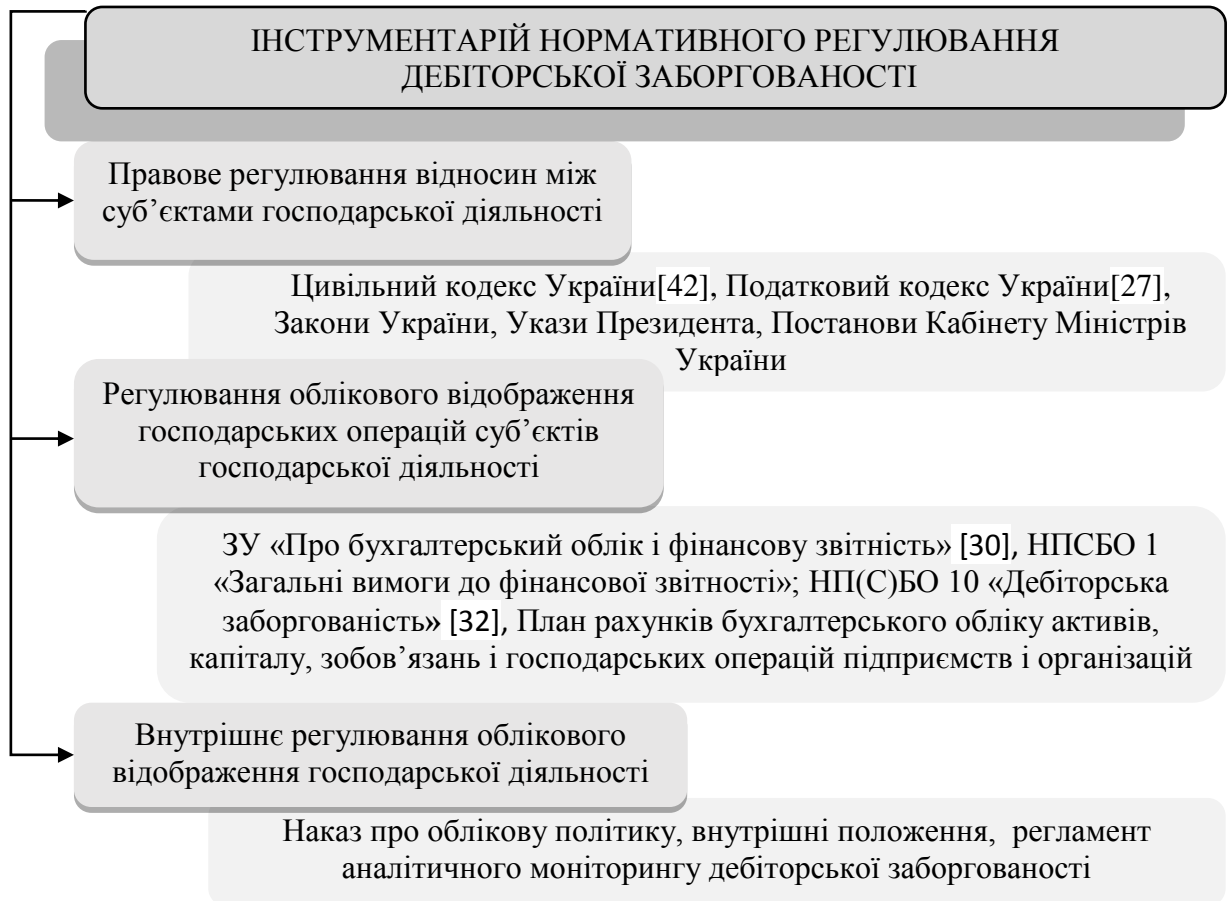 ІНСТРУМЕНТАРІЙ НОРМАТИВНОГО РЕГУЛЮВАННЯ
ДЕБІТОРСЬКОЇ ЗАБОРГОВАНОСТІ
Правове регулювання відносин між
суб’єктами господарської діяльності
Цивільний кодекс України[42], Податковий кодекс України[27],
Закони України, Укази Президента, Постанови Кабінету Міністрів
України
Регулювання облікового відображення
господарських операцій суб’єктів
господарської діяльності
ЗУ «Про бухгалтерський облік і фінансову звітність» [30], НПСБО 1
«Загальні вимоги до фінансової звітності»; НП(С)БО 10 «Дебіторська
заборгованість» [32], План рахунків бухгалтерського обліку активів,
капіталу, зобов’язань і господарських операцій підприємств і організацій
Внутрішнє регулювання облікового
відображення господарської діяльності
Наказ про облікову політику, внутрішні положення, регламент
аналітичного моніторингу дебіторської заборгованості